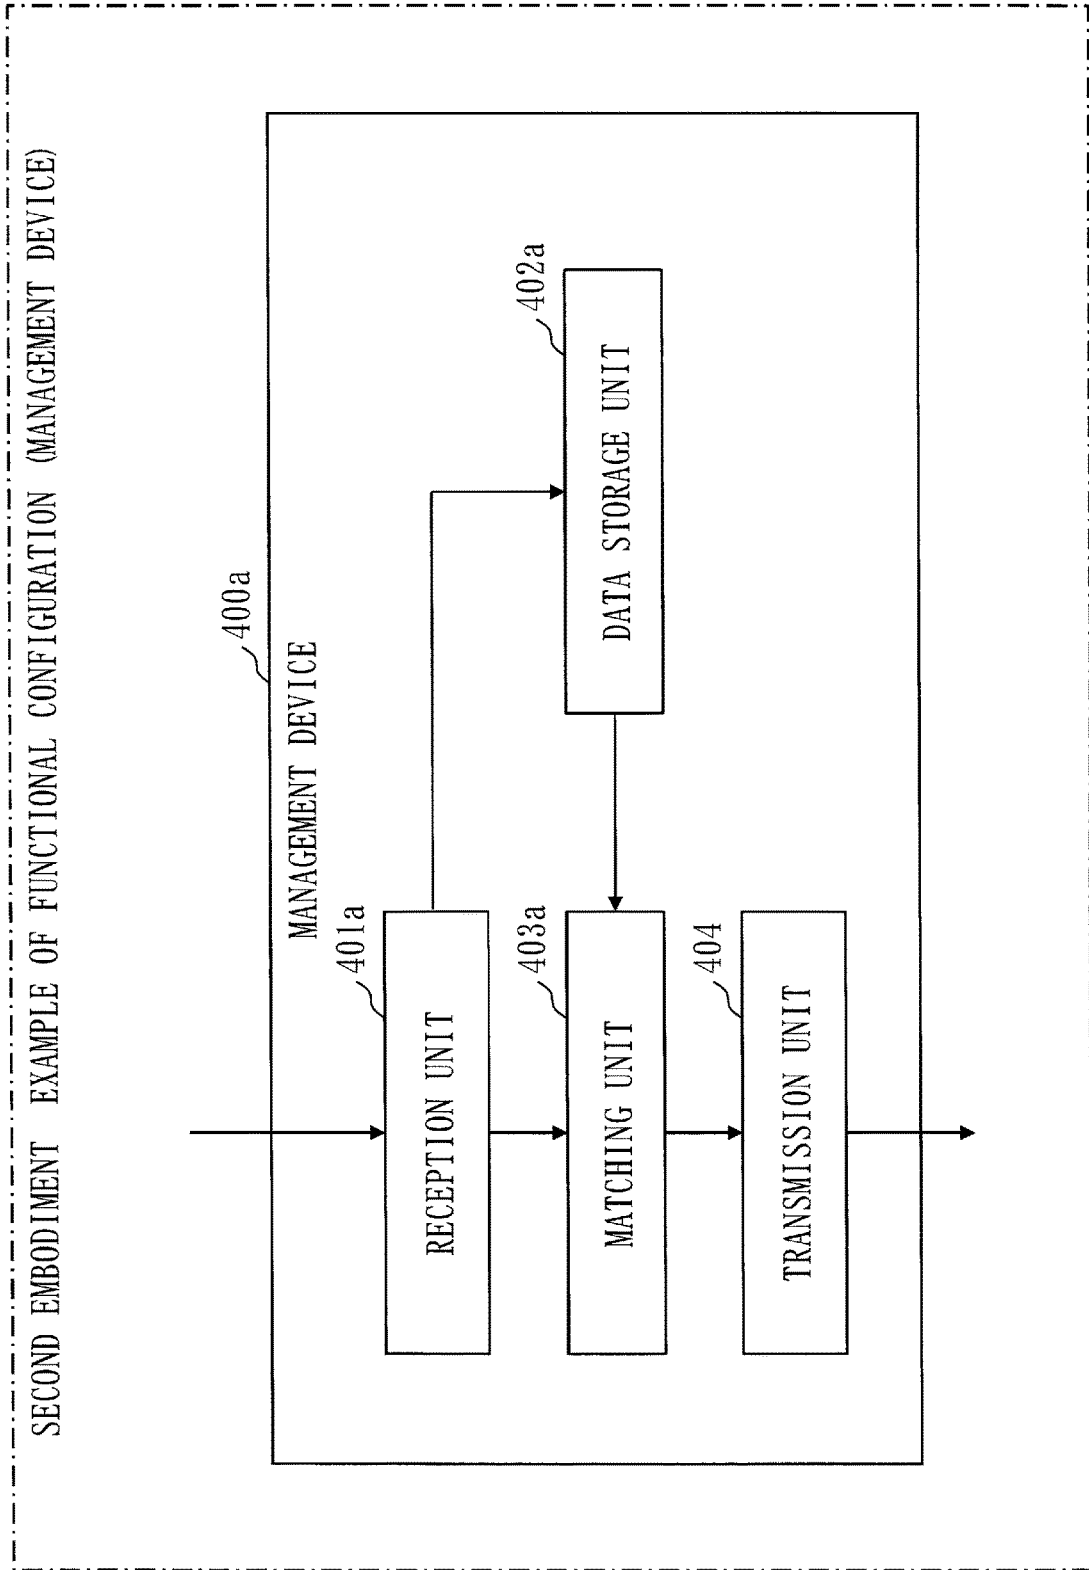 SECOND EMBODIMENT EXAMPLE OF FUNCTIONAL CONFIGURATION (MANAGEMENT DEVICE)
400a
MANAGEMENT DEVICE
401a
RECEPTION UNIT
402a
DATA STORAGE UNIT
403a
MATCHING UNIT
404
TRANSMISSION UNIT